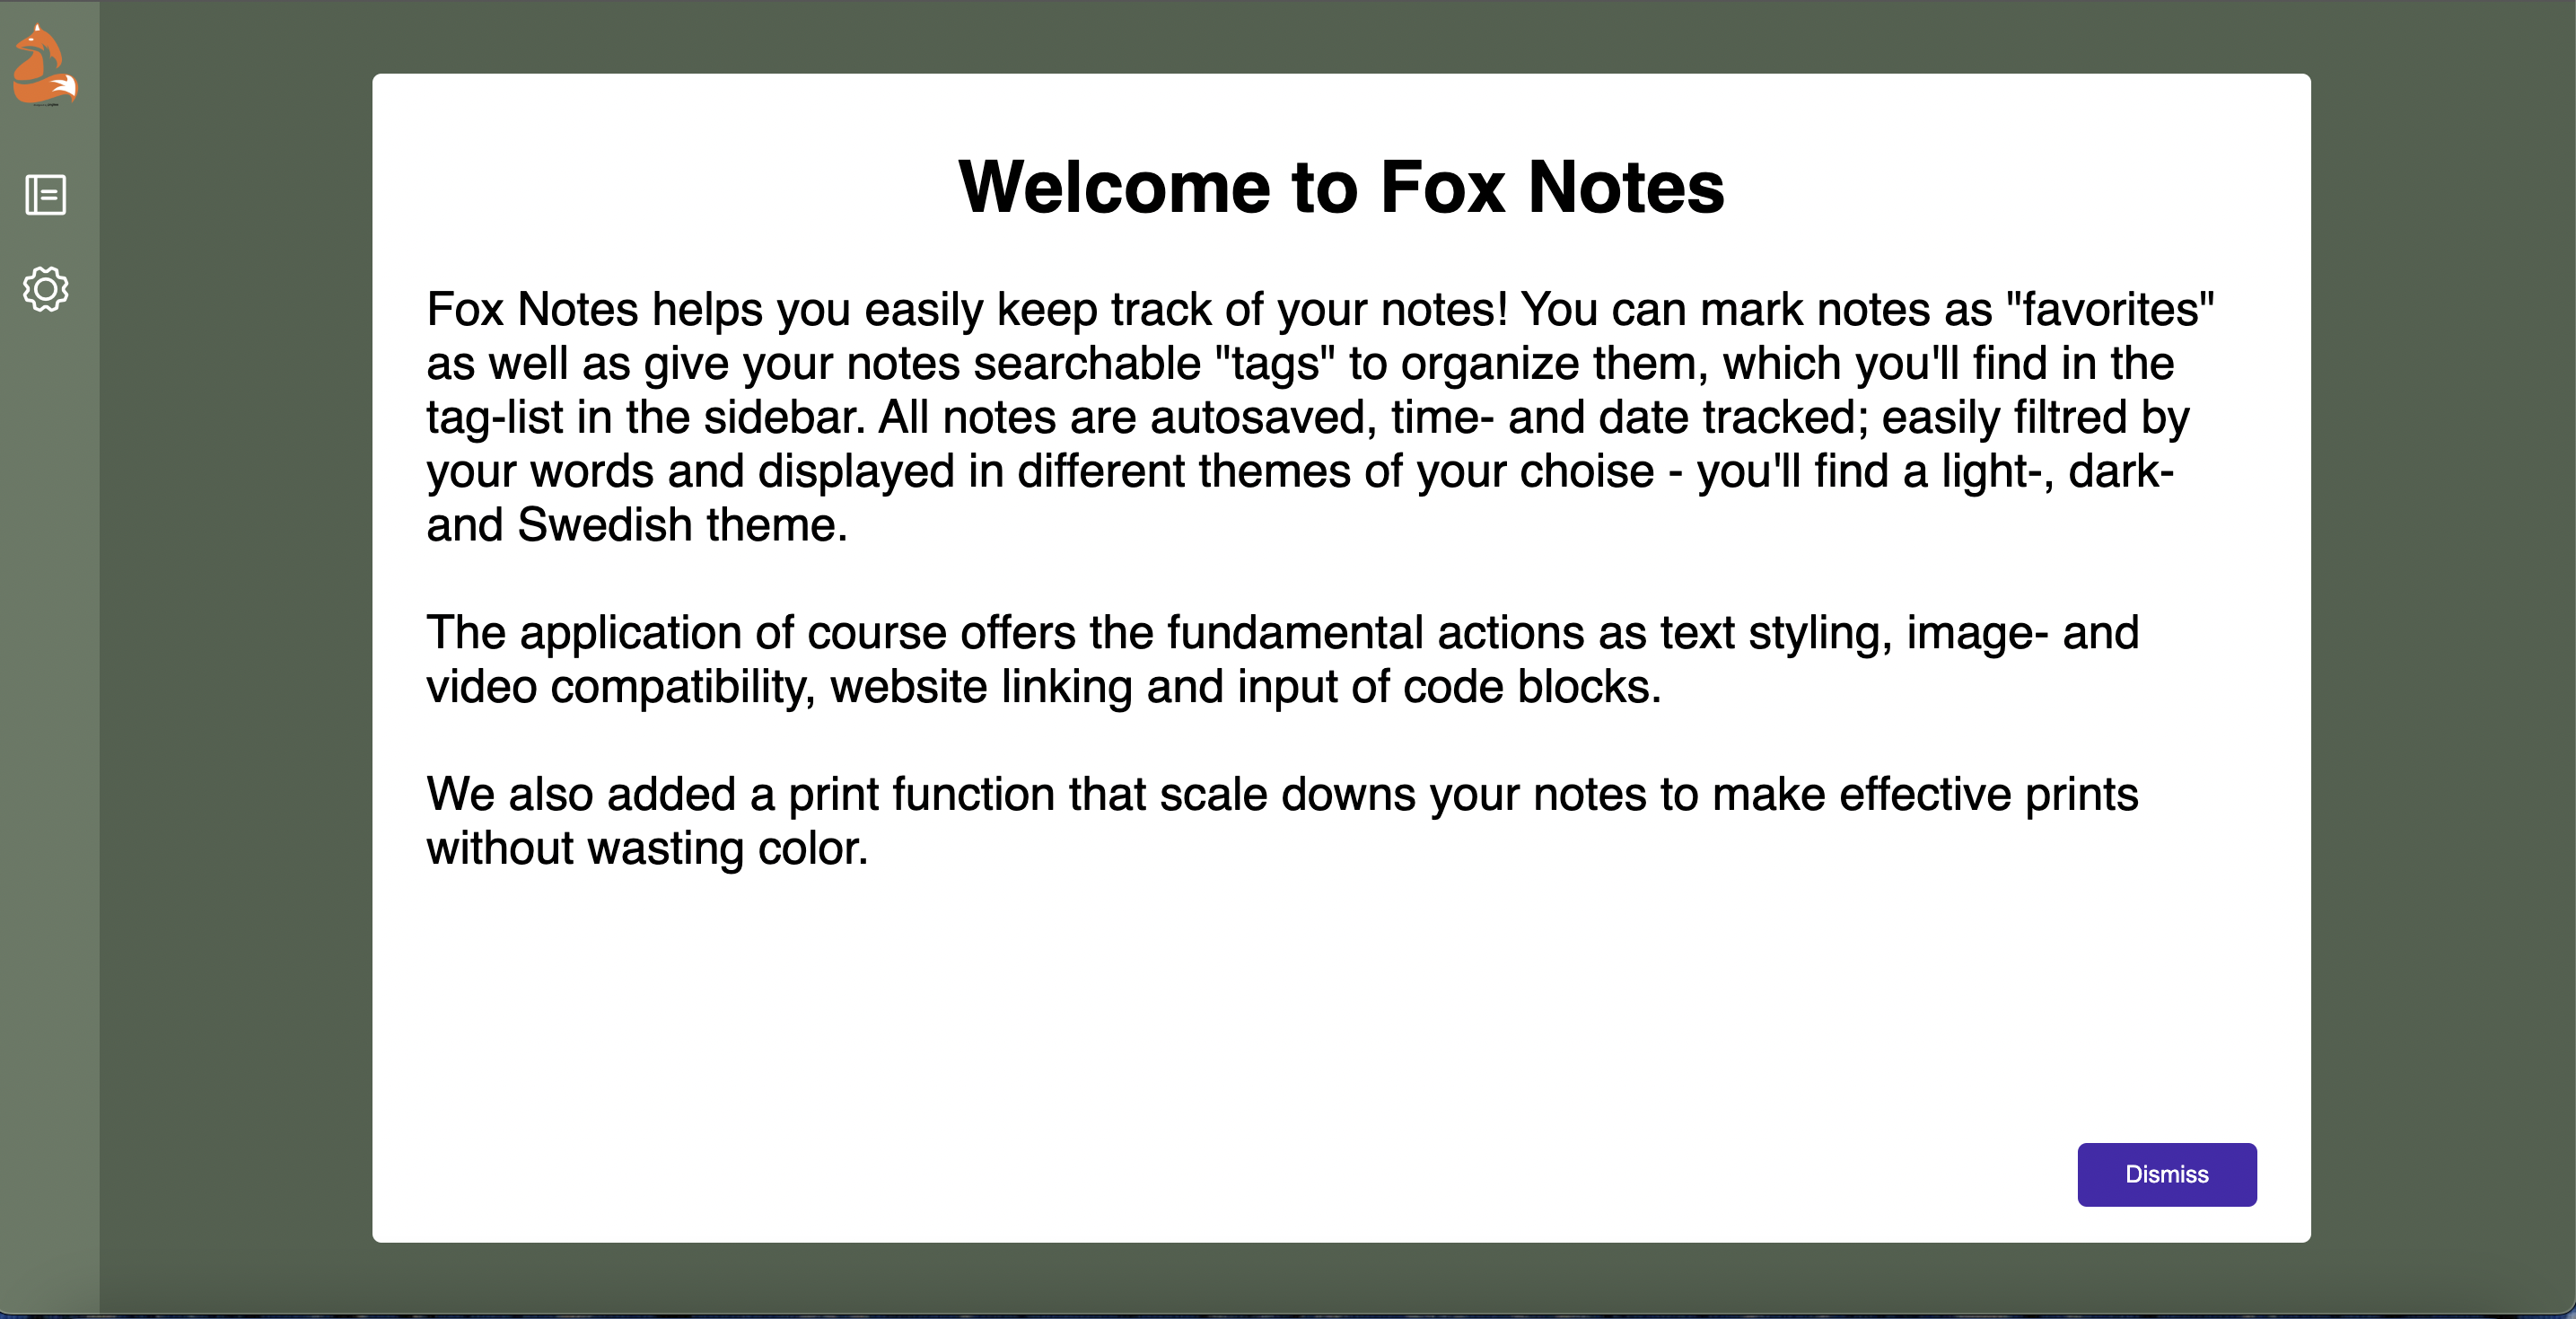 Welcome to Fox Notes
Fox Notes helps you easily keep track of your notes! You can mark notes as "favorites"
as well as give your notes searchable "tags" to organize them, which you'll find in the
tag-list in the sidebar. All notes are autosaved, time- and date tracked; easily filtred by
your words and displayed in different themes of your choise - you'll find a light-, dark-
and Swedish theme.
The application of course offers the fundamental actions as text styling, image- and
video compatibility, website linking and input of code blocks.
We also added a print function that scale downs your notes to make effective prints
without wasting color.
Dismiss